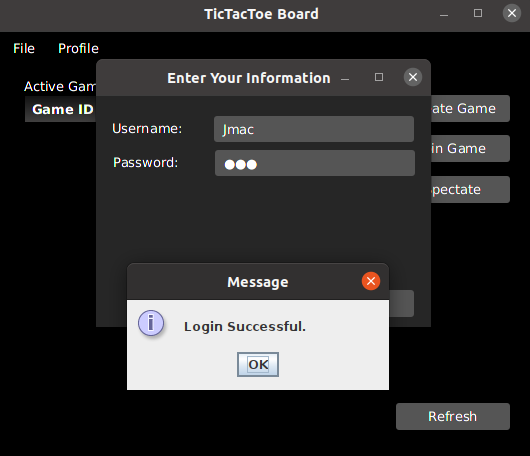 TicTacToe Board
File Profile
Enter Your Information
Active Gam
Game ID
Username: Jmac
Password:
ate Game
in Game
pectate
Message
Login Successful.
OK
Refresh